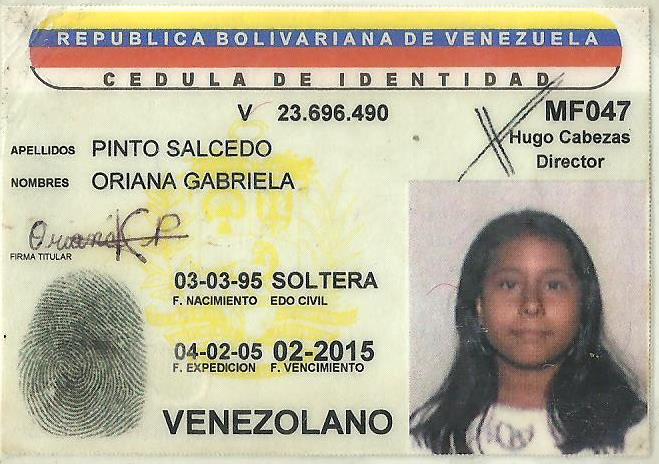 REPUBLICA BOLIVARIANA DE VENEZUELA
CEDULA DE IDENTIDAD
V 23.696.490
MF047
Hugo Cabezas
Director
APELLIDOS PINTO SALCEDO
NOMBRES ORIANA GABRIELA
Oriana
FIRMA TITULAR
03-03-95 SOLTERA
F. NACIMIENTO EDO CIVIL
04-02-05 02-2015
F. EXPEDICION F. VENCIMIENTO
VENEZOLANO